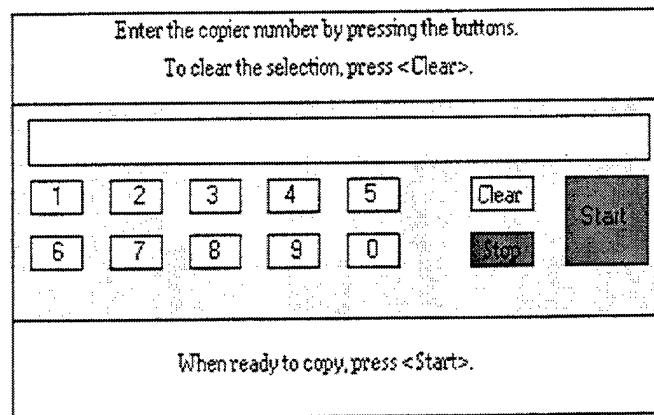 Enter the copier number by pressing the buttons.
To clear the selection, press <Clear>.
1 2 3 4 5 Clear Start
6 7 8 9 0 Stop
When ready to copy, press <Start>.